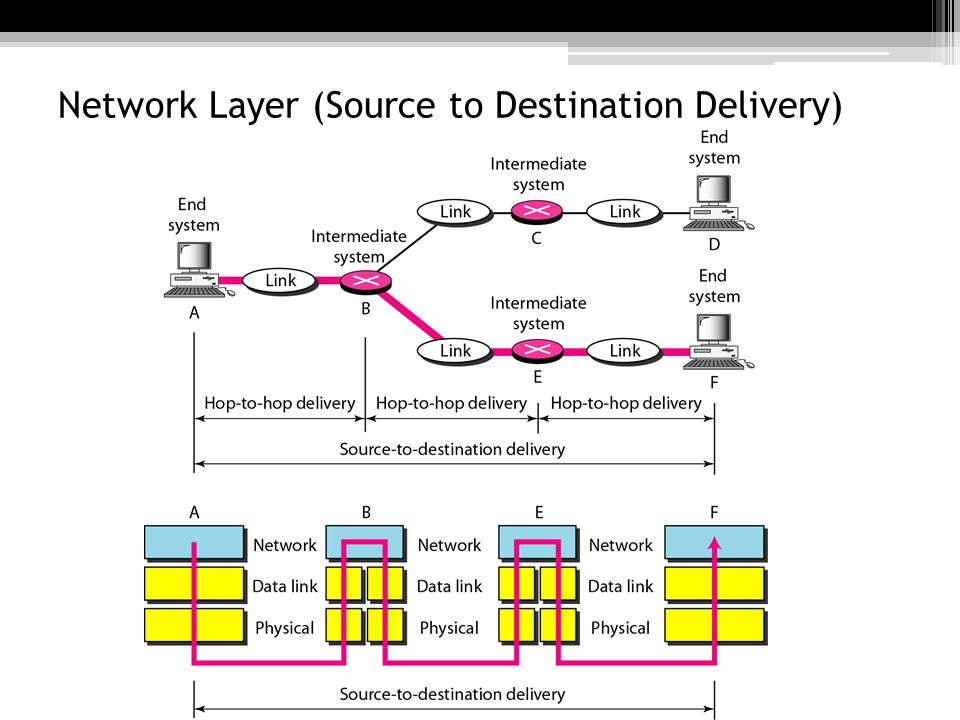 Network Layer (Source to Destination Delivery)
End
system
Intermediate
system
Link
Link
C
D
End
system
Intermediate
system
Link
A
B
End
system
Intermediate
system
Link
Link
E
F
Hop-to-hop delivery
Hop-to-hop delivery
Hop-to-hop delivery
Source-to-destination delivery
A
B
E
F
Network
Network
Network
Data link
Data link
Data link
Physical
Physical
Physical
Source-to-destination delivery